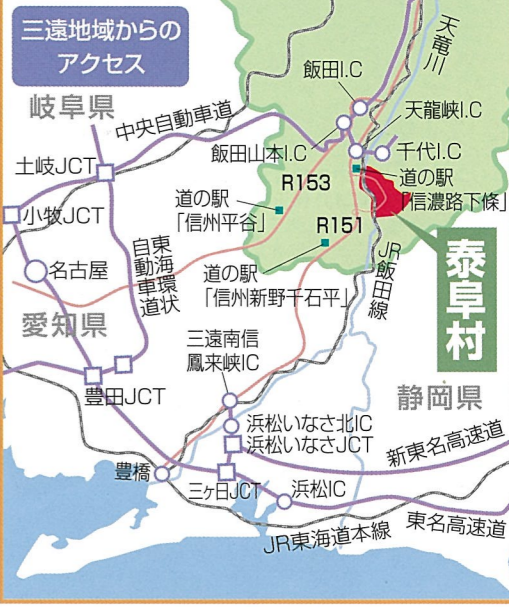 三遠地域からの
アクセス
天竜川
飯田I.C
岐阜県
中央自動車道
天龍峡I.C
飯田山本I.C
千代I.C
土岐JCT
R153
道の駅
「信濃路下條」
道の駅
「信州平谷」
R151
小牧JCT
東海環状
自動車道
名古屋
道の駅
「信州新野千石平」
JR飯田線
泰阜村
愛知県
三遠南信
鳳来峡IC
豊田JCT
静岡県
浜松いなさ北IC
浜松いなさJCT
新東名高速道
豊橋
三ヶ日JCT
浜松IC
JR東海道本線
東名高速道